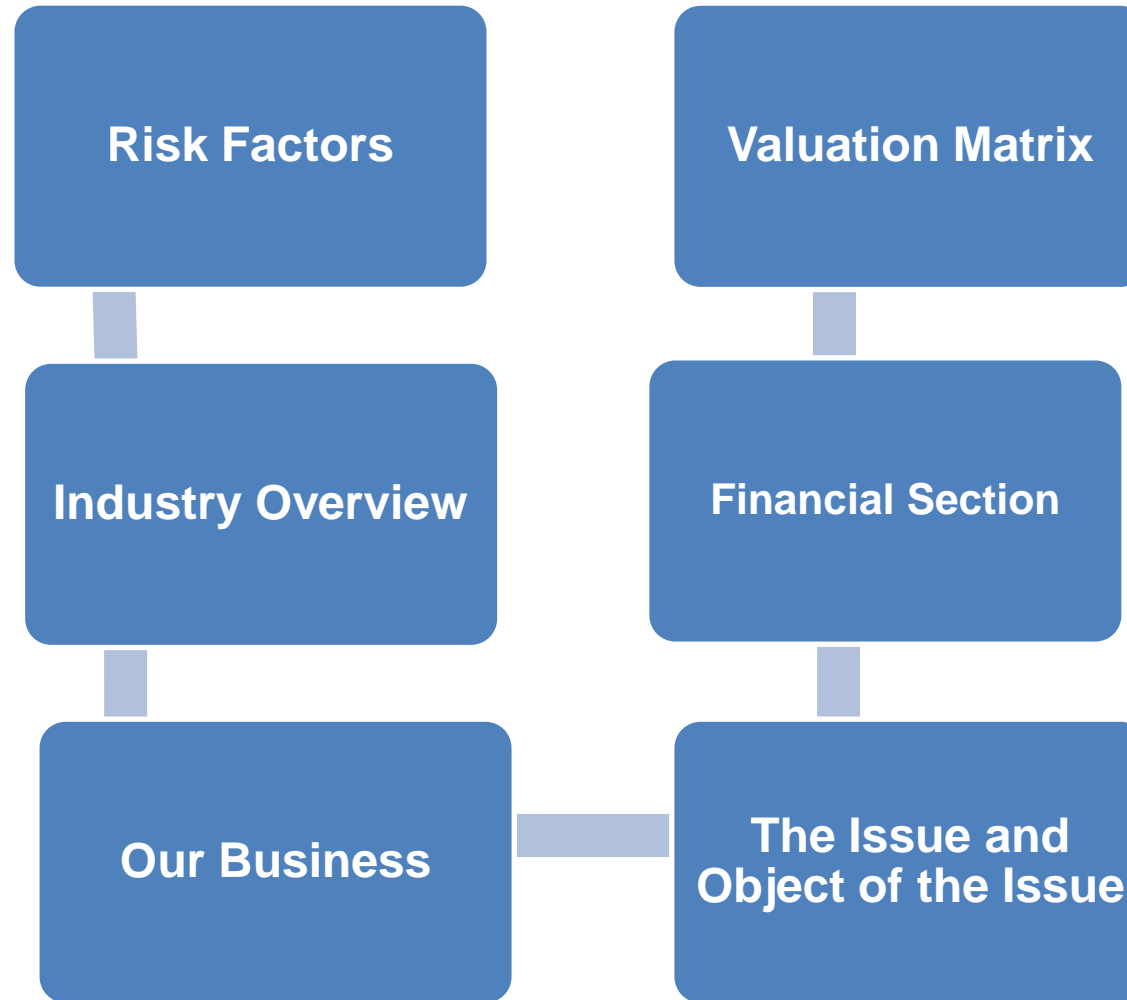 Risk Factors
Industry Overview
Our Business
The Issue and
Object of the Issue
Financial Section
Valuation Matrix